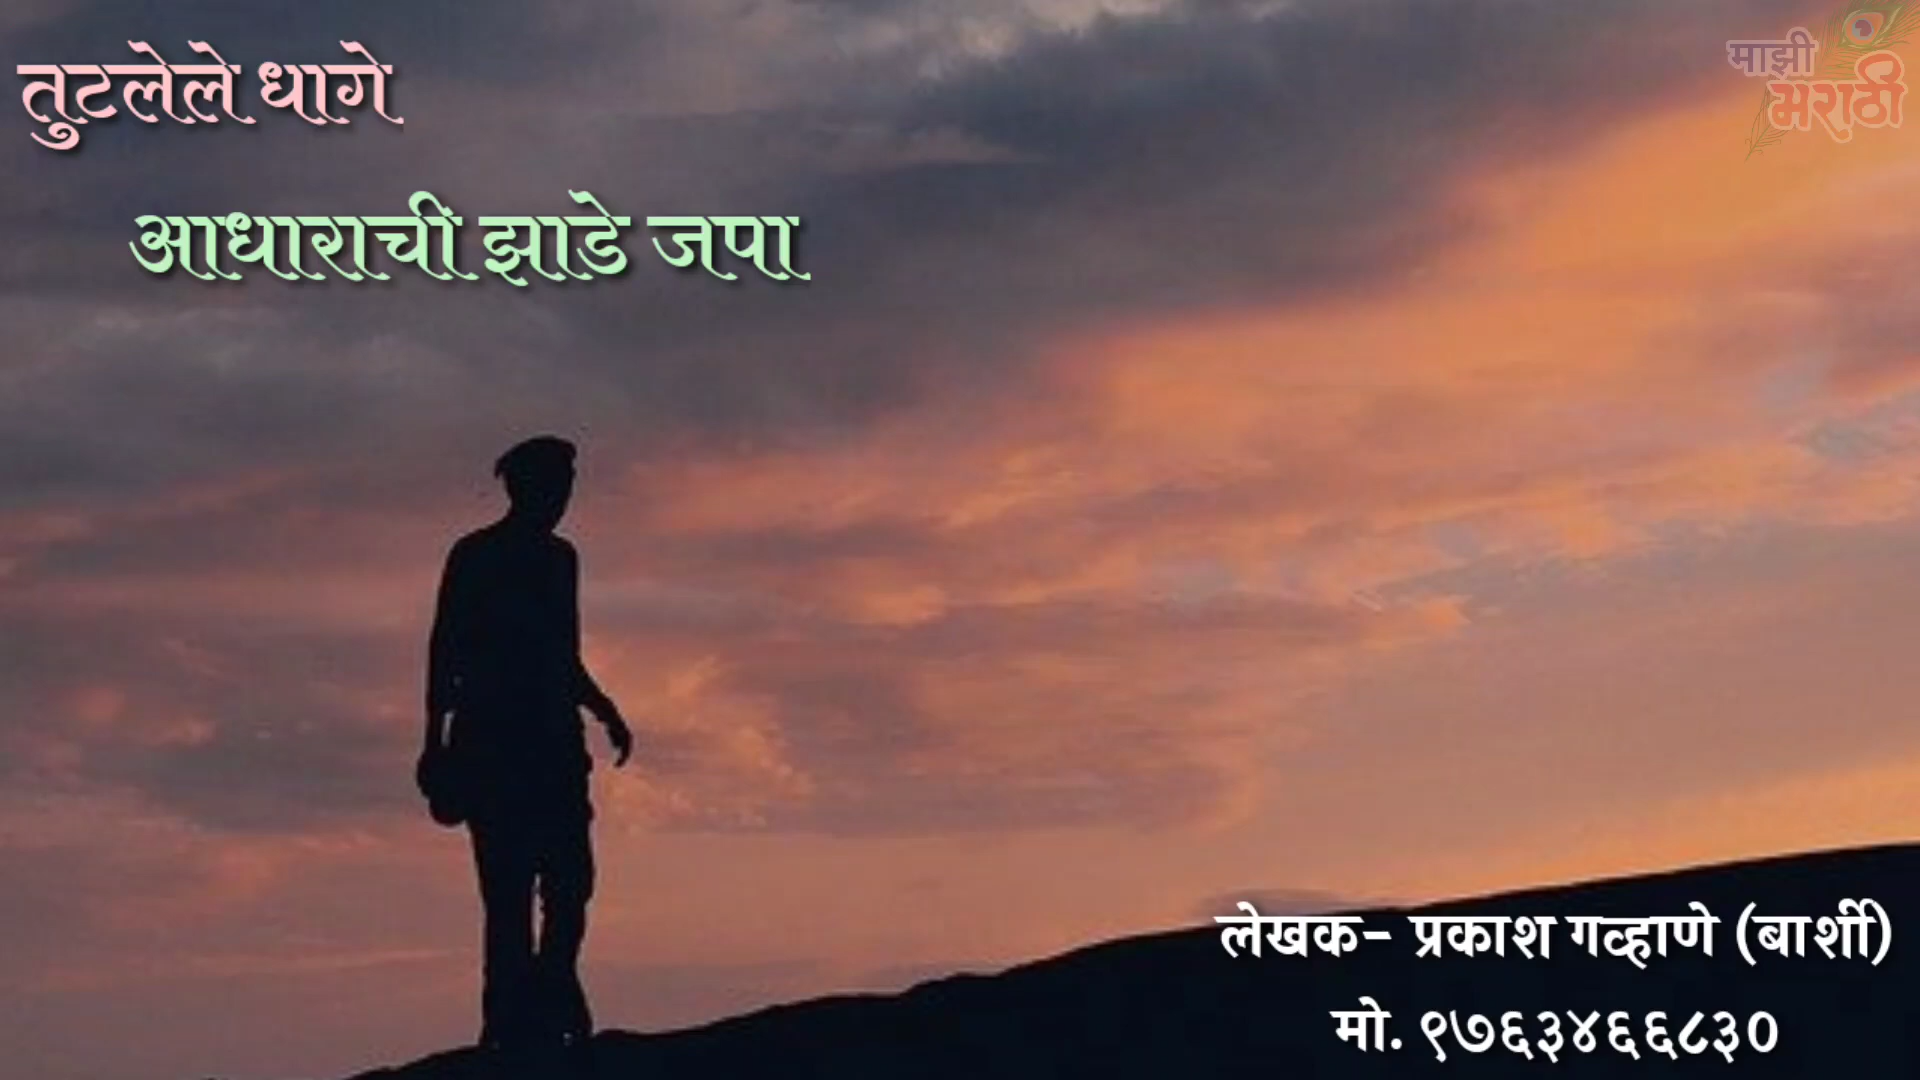 तुटलेले धागे
माझी
मराठी
आधाराची झाडे जपा
लेखक- प्रकाश गव्हाणे (बार्शी)
मो. ९७६३४६६८३०